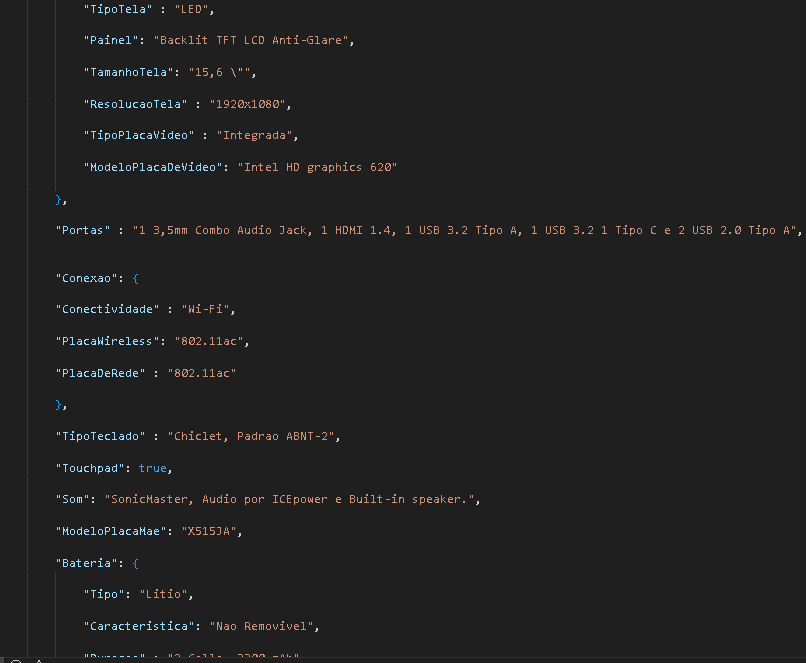 "TipoTela" : "LED",
"Painel": "Backlit TFT LCD Anti-Glare",
"TamanhoTela": "15,6 \"",
"ResolucaoTela" : "1920x1080",
"TipoPlacaVideo" : "Integrada",
"ModeloPlacaDeVideo": "Intel HD graphics 620"
},
"Portas" : "1 3,5mm Combo Audio Jack, 1 HDMI 1.4, 1 USB 3.2 Tipo A, 1 USB 3.2 1 Tipo C e 2 USB 2.0 Tipo A",
"Conexao": {
"Conectividade" : "Wi-Fi",
"PlacaWireless": "802.11ac",
"PlacaDeRede" : "802.11ac"
},
"TipoTeclado" : "Chiclet, Padrao ABNT-2",
"Touchpad": true,
"Som": "SonicMaster, Audio por ICEpower e Built-in speaker.",
"ModeloPlacaMae": "X515JA",
"Bateria": {
"Tipo": "Litio",
"Caracteristica": "Nao Removivel",